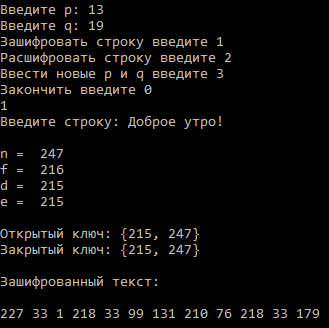 Введите p: 13
Введите q: 19
Зашифровать строку введите 1
Расшифровать строку введите 2
Ввести новые p и q введите 3
Закончить введите 0
1
Введите строку: Доброе утро!
n =  247
f =  216
d =  215
e =  215
Открытый ключ: {215, 247}
Закрытый ключ: {215, 247}
Зашифрованный текст:
227 33 1 218 33 99 131 210 76 218 33 179